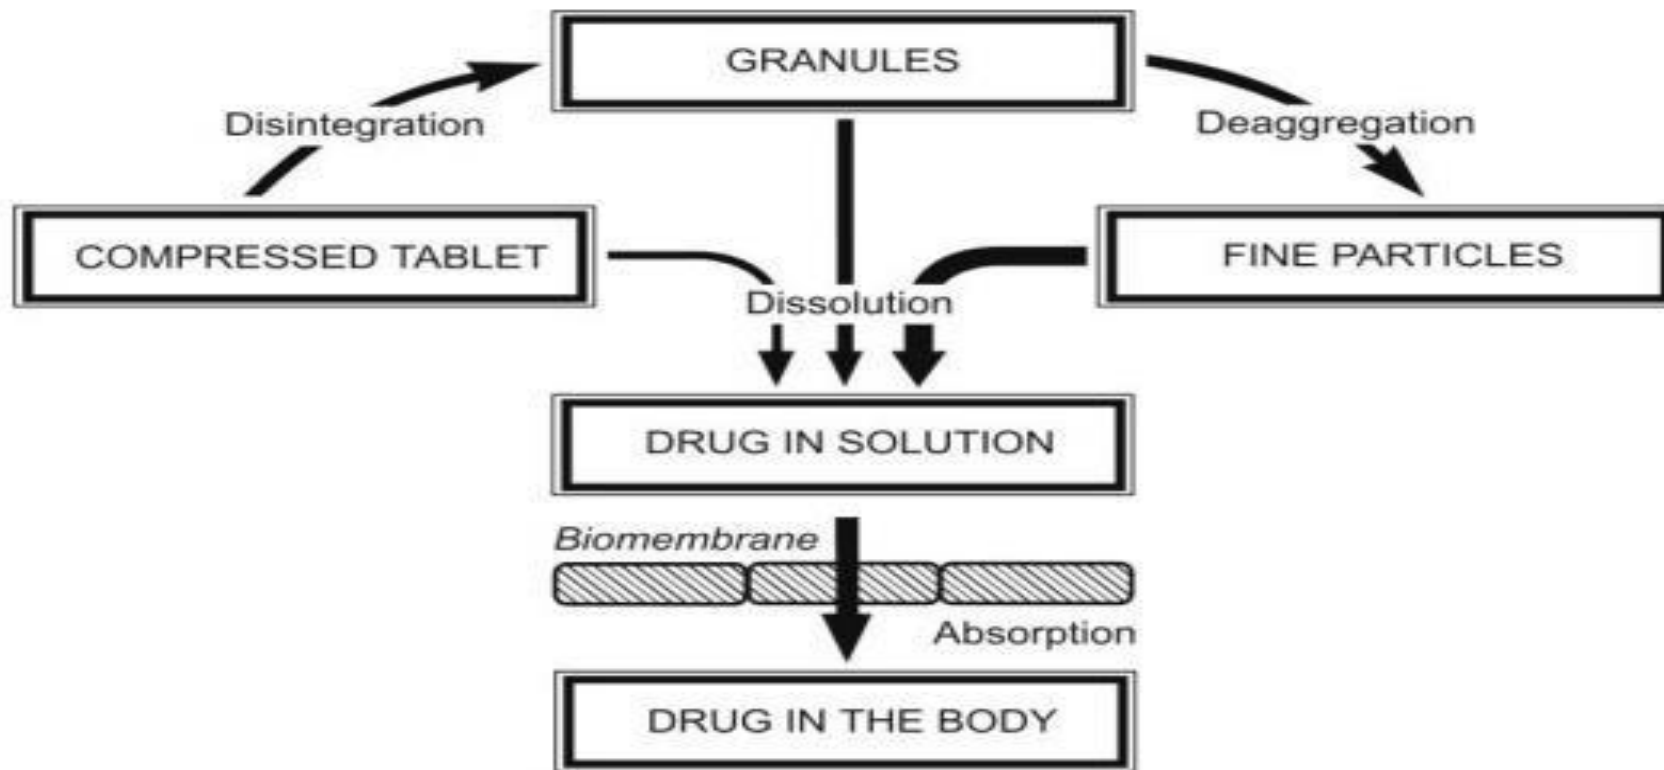 GRANULES
Disintegration
Deaggregation
COMPRESSED TABLET
FINE PARTICLES
Dissolution
DRUG IN SOLUTION
Biomembrane
Absorption
DRUG IN THE BODY